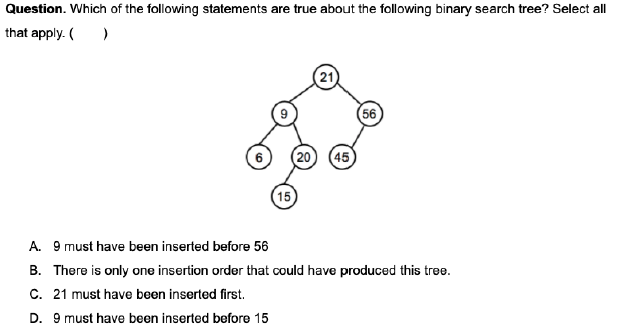 Question. Which of the following statements are true about the following binary search tree? Select all
that apply. (      )
21
9
56
6
20
45
15
A. 9 must have been inserted before 56
B. There is only one insertion order that could have produced this tree.
C. 21 must have been inserted first.
D. 9 must have been inserted before 15